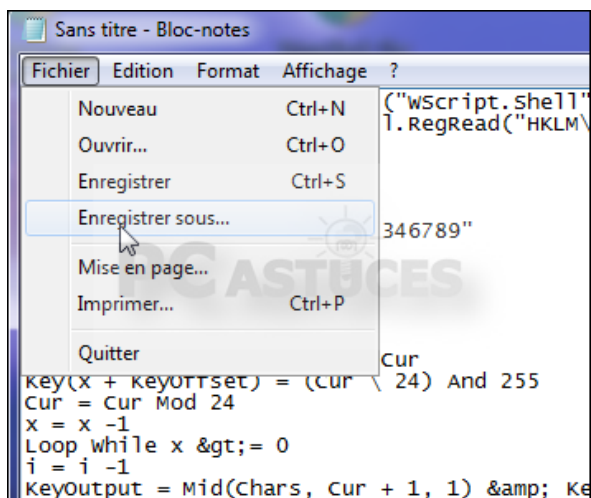 Sans titre - Bloc-notes
Fichier Edition Format Affichage ?
Nouveau Ctrl+N
("WScript.Shell"
l.RegRead("HKLM\
Ouvrir... Ctrl+O
Enregistrer Ctrl+S
Enregistrer sous...
346789"
Mise en page...
PC ASTUCES
Imprimer... Ctrl+P
Quitter
Cur
Key(x + KeyOffset) = (Cur \ 24) And 255
Cur = Cur Mod 24
x = x -1
Loop While x &gt;= 0
i = i -1
KeyOutput = Mid(Chars, Cur + 1, 1) &amp; Ke